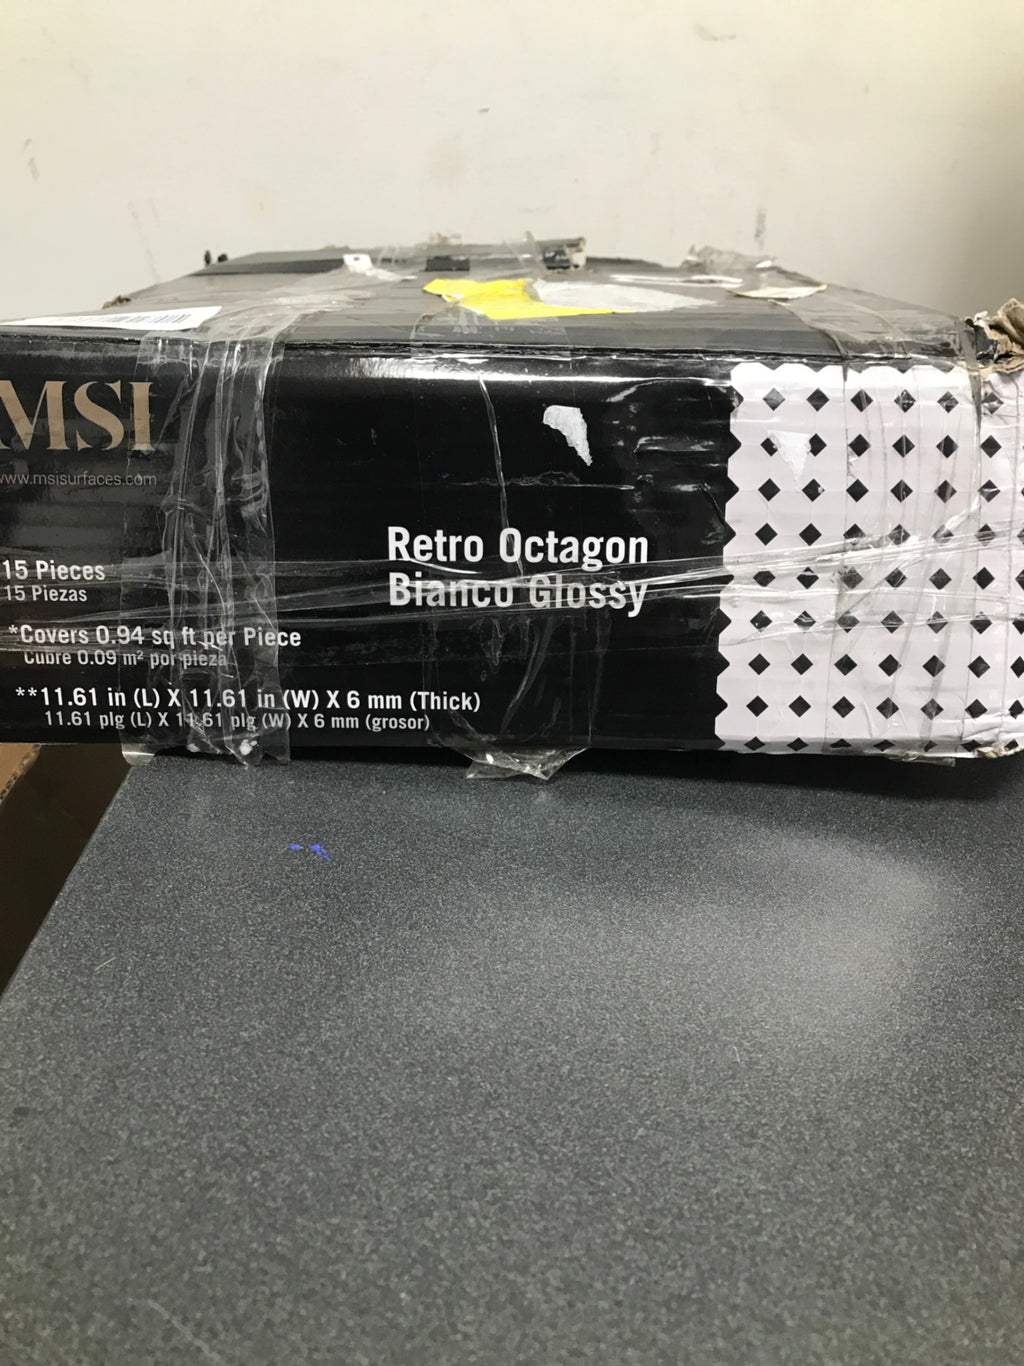 MSI
www.msisurfaces.com
Retro Octagon
Bianco Glossy
15 Pieces
15 Piezas
*Covers 0.94 sq ft per Piece
Cubre 0.09 m² por pieza
**11.61 in (L) X 11.61 in (W) X 6 mm (Thick)
11.61 plg (L) X 11.61 plg (W) X 6 mm (grosor)